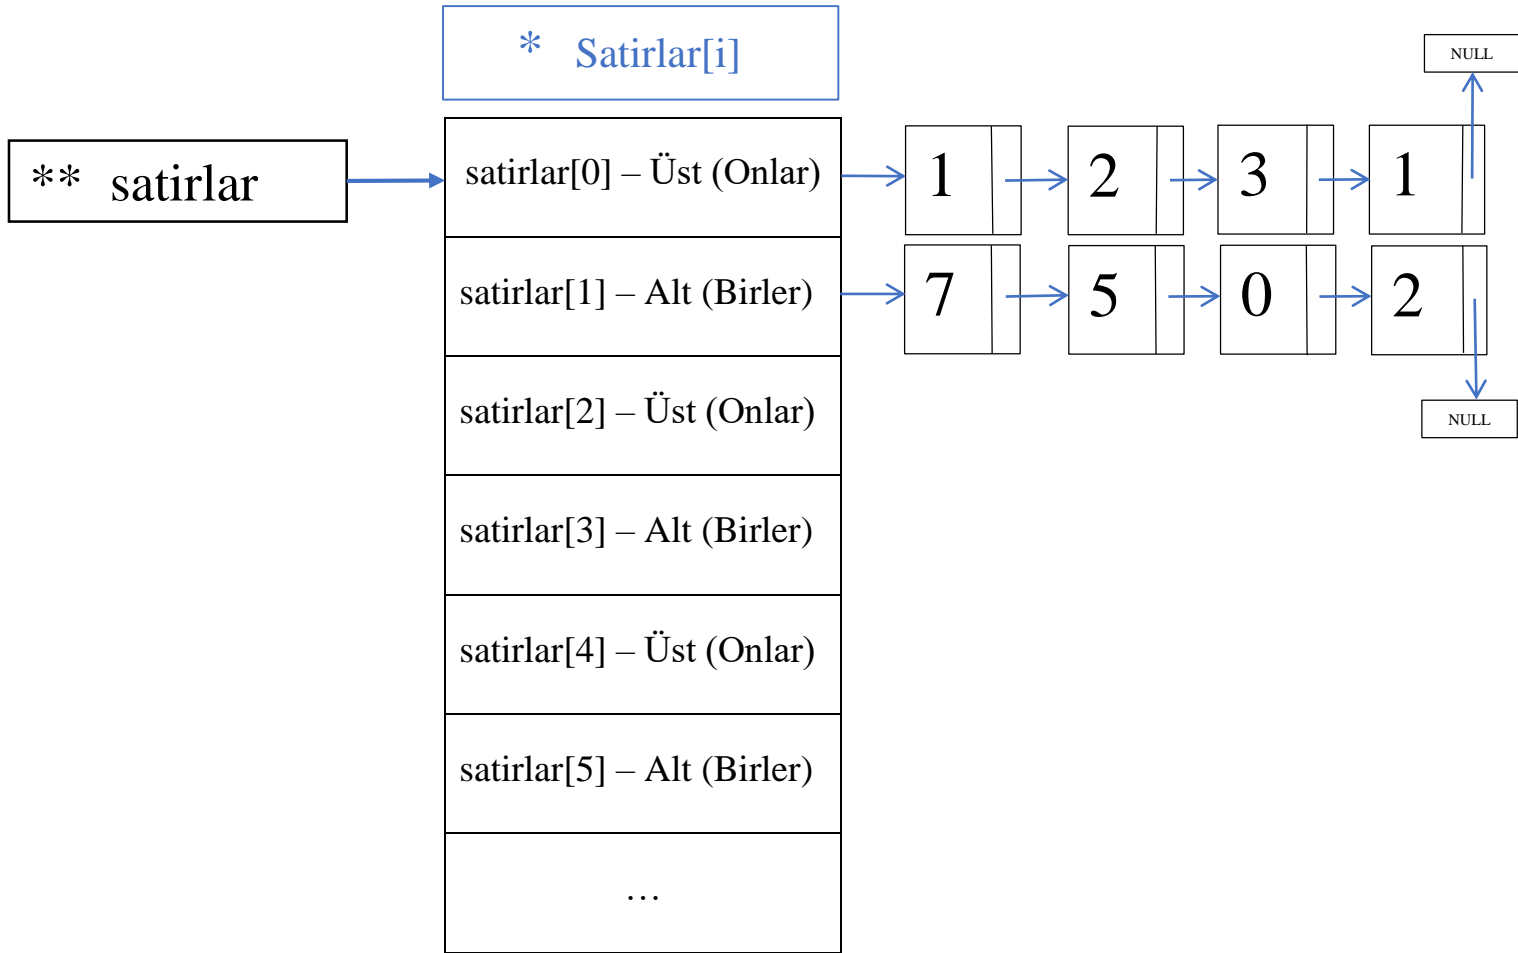 * Satirlar[i]
NULL
** satirlar
satirlar[0] – Üst (Onlar)
1 2 3 1
satirlar[1] – Alt (Birler)
7 5 0 2
satirlar[2] – Üst (Onlar)
NULL
satirlar[3] – Alt (Birler)
satirlar[4] – Üst (Onlar)
satirlar[5] – Alt (Birler)
…